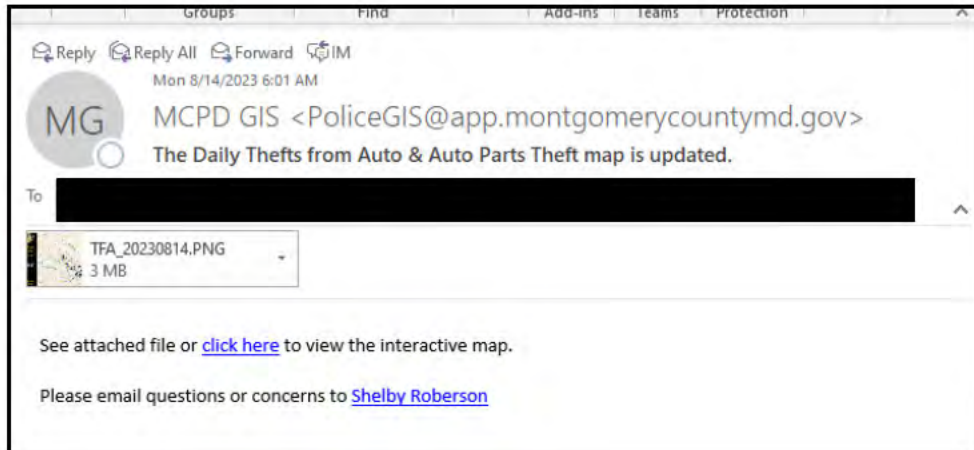 Groups Find Add-ins Teams Protection
Reply Reply All Forward IM
Mon 8/14/2023 6:01 AM
MG
MCPD GIS <PoliceGIS@app.montgomerycountymd.gov>
The Daily Thefts from Auto & Auto Parts Theft map is updated.
To
TFA_20230814.PNG
3 MB
See attached file or click here to view the interactive map.
Please email questions or concerns to Shelby Roberson